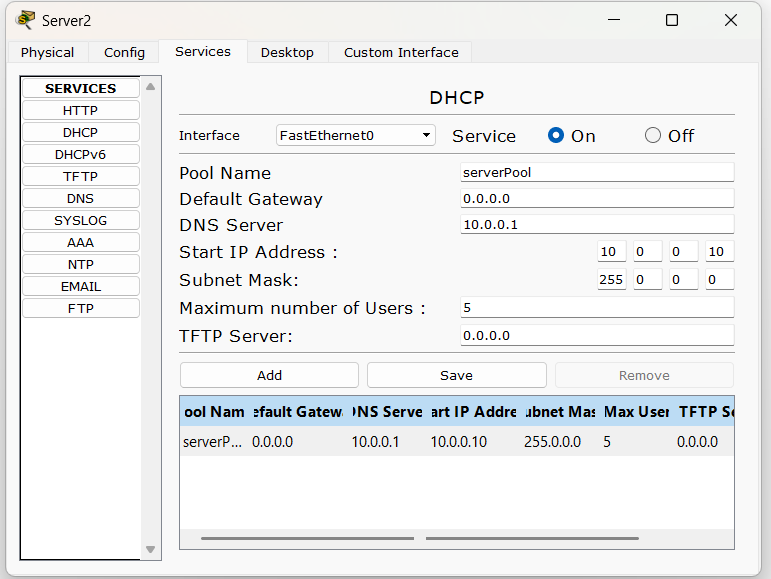 Server2
Physical Config Services Desktop Custom Interface
SERVICES
HTTP
DHCP
DHCPv6
TFTP
DNS
SYSLOG
AAA
NTP
EMAIL
FTP
DHCP
Interface FastEthernet0 Service On Off
Pool Name serverPool
Default Gateway 0.0.0.0
DNS Server 10.0.0.1
Start IP Address : 10 0 0 10
Subnet Mask: 255 0 0 0
Maximum number of Users : 5
TFTP Server: 0.0.0.0
Add Save Remove
ool Nam efault Gatew DNS Serve art IP Addre ubnet Mas Max User TFTP Se
serverP... 0.0.0.0 10.0.0.1 10.0.0.10 255.0.0.0 5 0.0.0.0